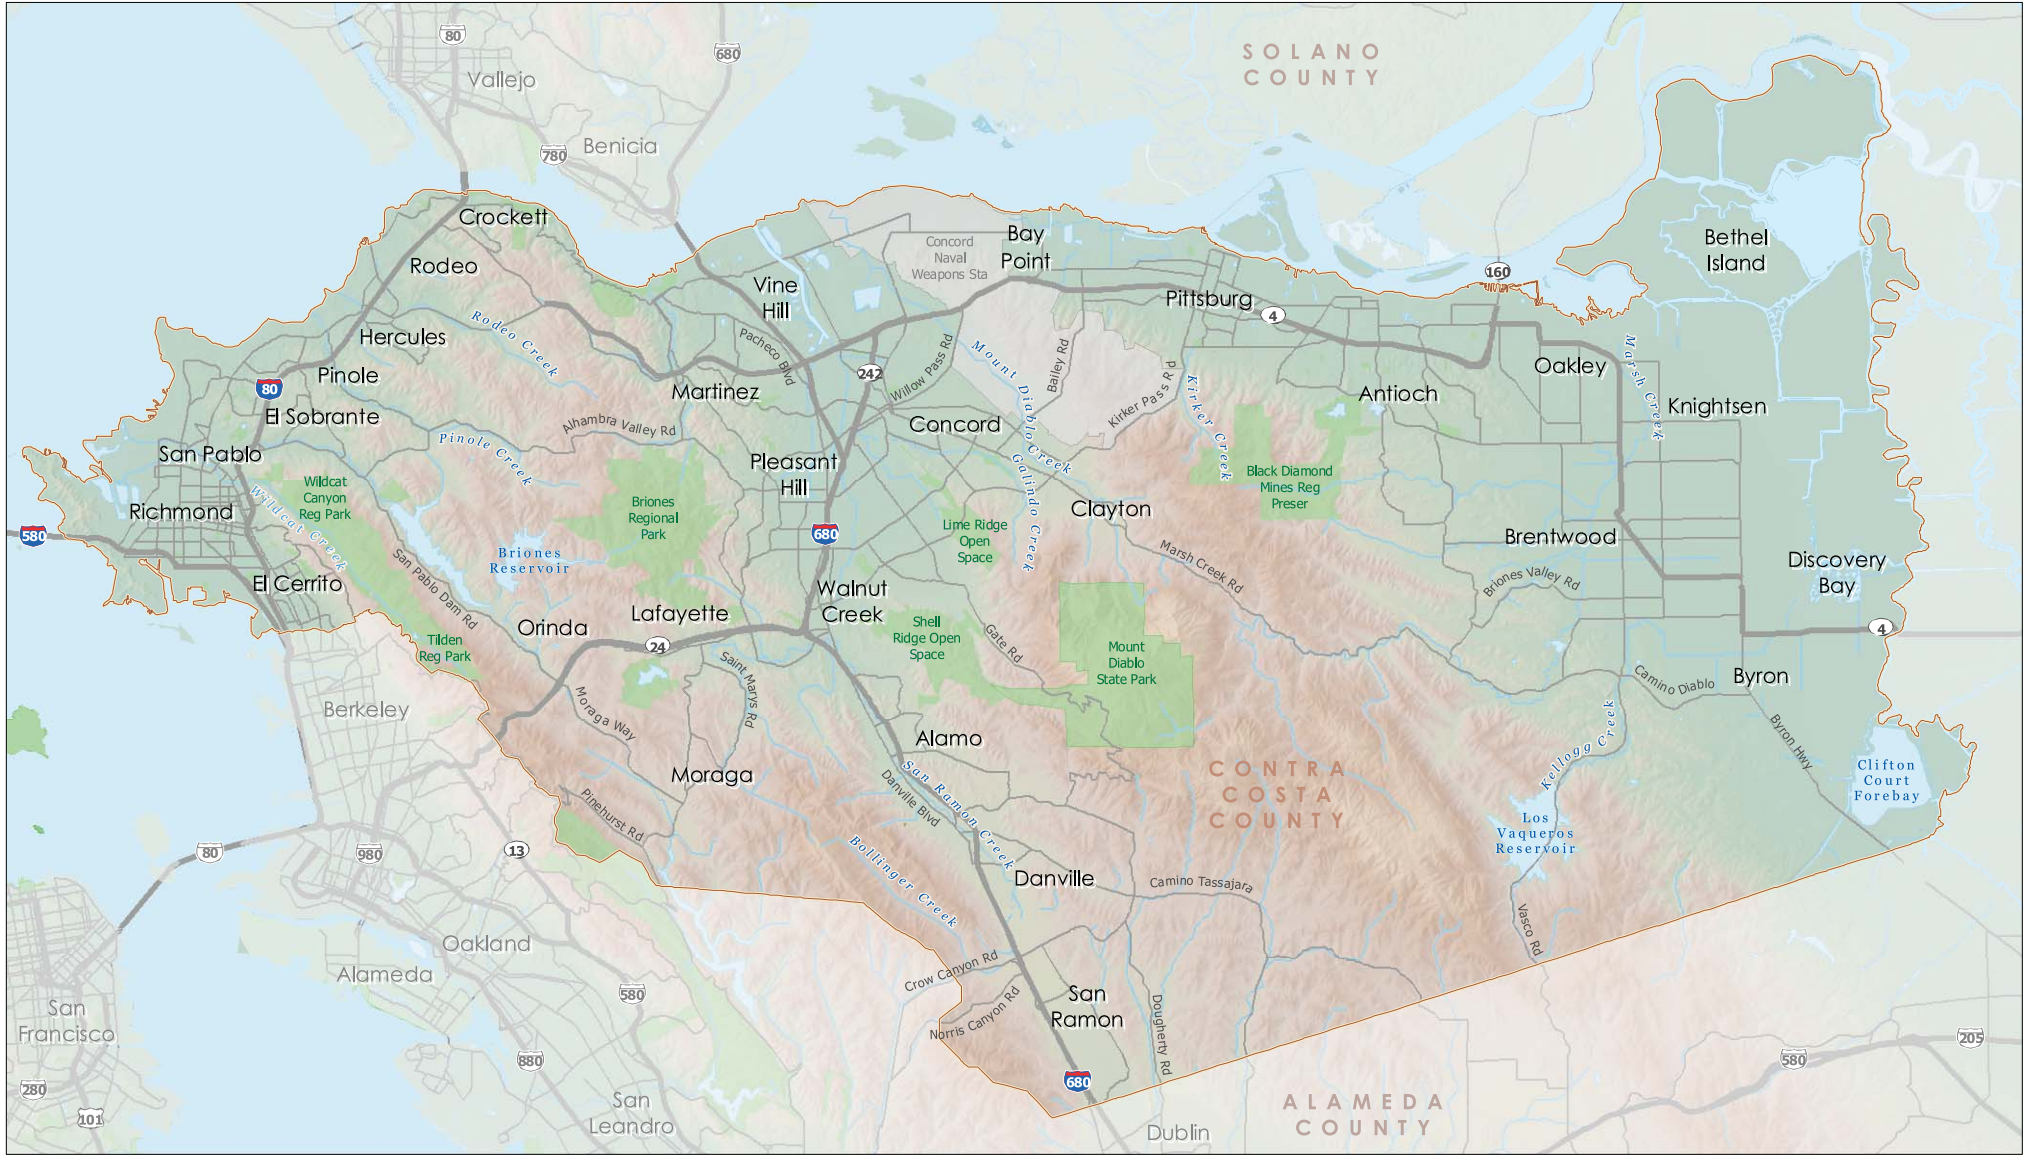 SOLANO
COUNTY
80
680
Vallejo
780
Benicia
Crockett
Rodeo
Concord
Naval
Weapons Sta
Bay
Point
Bethel
Island
Vine
Hill
160
Pittsburg
4
Hercules
Rodeo Creek
Pacheco Blvd
Mount Diablo Creek
Bailey Rd
Willow Pass Rd
242
Kirker Pass Rd
Kirker Creek
Marsh Creek
Oakley
Pinole
80
Martinez
Antioch
Knightsen
El Sobrante
Alhambra Valley Rd
Concord
Pinole Creek
San Pablo
Pleasant
Hill
Galindo Creek
Black Diamond
Mines Reg
Preser
Wildcat
Canyon
Reg Park
Wildcat Creek
Briones
Regional
Park
Richmond
Clayton
580
680
Lime Ridge
Open
Space
Brentwood
Briones
Reservoir
Marsh Creek Rd
Discovery
Bay
El Cerrito
San Pablo Dam Rd
Briones Valley Rd
Walnut
Creek
Lafayette
Orinda
24
Shell
Ridge Open
Space
Gate Rd
4
Tilden
Reg Park
Mount
Diablo
State Park
Saint Marys Rd
Camino Diablo
Byron
Berkeley
Moraga Way
Kellogg Creek
Byron Hwy
Alamo
Moraga
San Ramon Creek
Danville Blvd
CONTRA
COSTA
COUNTY
Clifton
Court
Forebay
Pinehurst Rd
Los
Vaqueros
Reservoir
80
980
13
Bollinger Creek
Danville
Camino Tassajara
Vasco Rd
Oakland
Alameda
Crow Canyon Rd
580
San
Ramon
Norris Canyon Rd
Dougherty Rd
San
Francisco
880
580
205
280
101
680
San
Leandro
ALAMEDA
COUNTY
Dublin